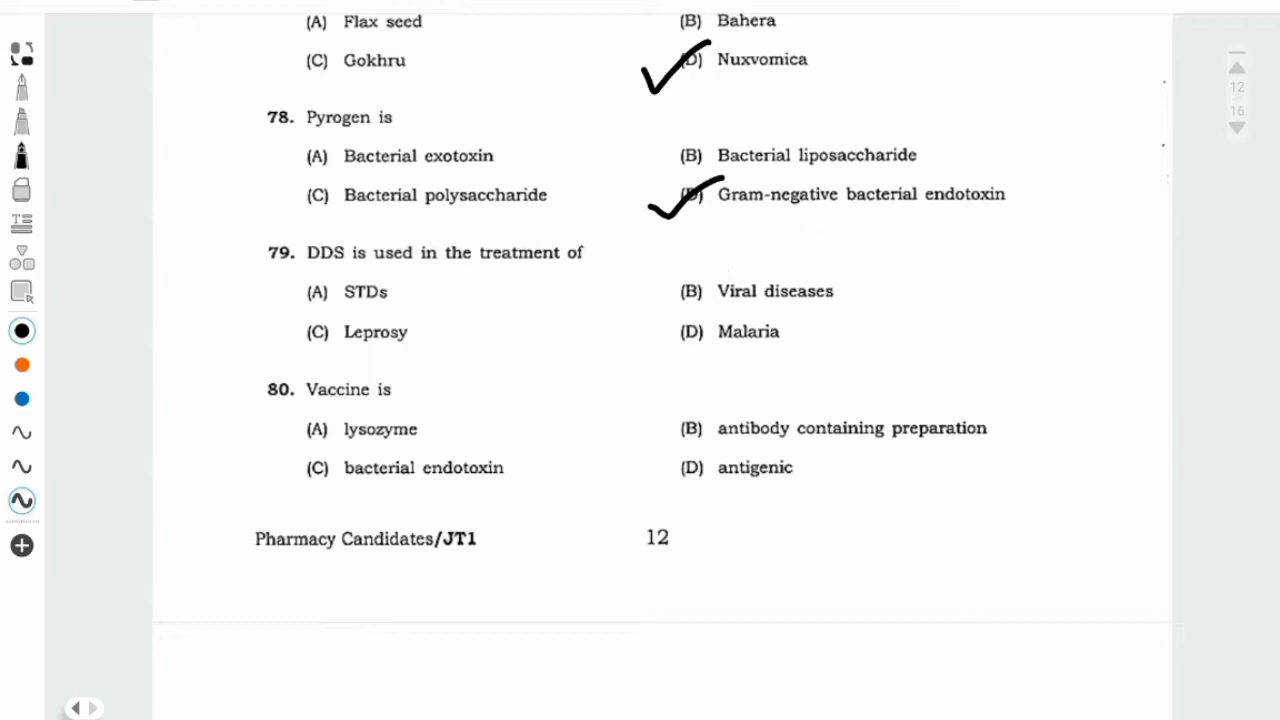 (A) Flax seed (B) Bahera
(C) Gokhru (D) Nuxvomica
12
16
78. Pyrogen is
(A) Bacterial exotoxin (B) Bacterial liposaccharide
(C) Bacterial polysaccharide (D) Gram-negative bacterial endotoxin
79. DDS is used in the treatment of
(A) STDs (B) Viral diseases
(C) Leprosy (D) Malaria
80. Vaccine is
(A) lysozyme (B) antibody containing preparation
(C) bacterial endotoxin (D) antigenic
Pharmacy Candidates/JT1 12